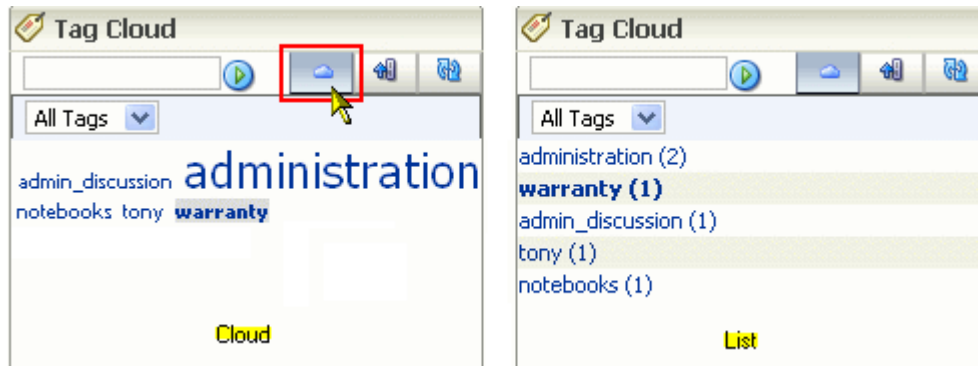 Tag Cloud
All Tags
admin_discussion administration
notebooks tony warranty
Cloud
Tag Cloud
All Tags
administration (2)
warranty (1)
admin_discussion (1)
tony (1)
notebooks (1)
List